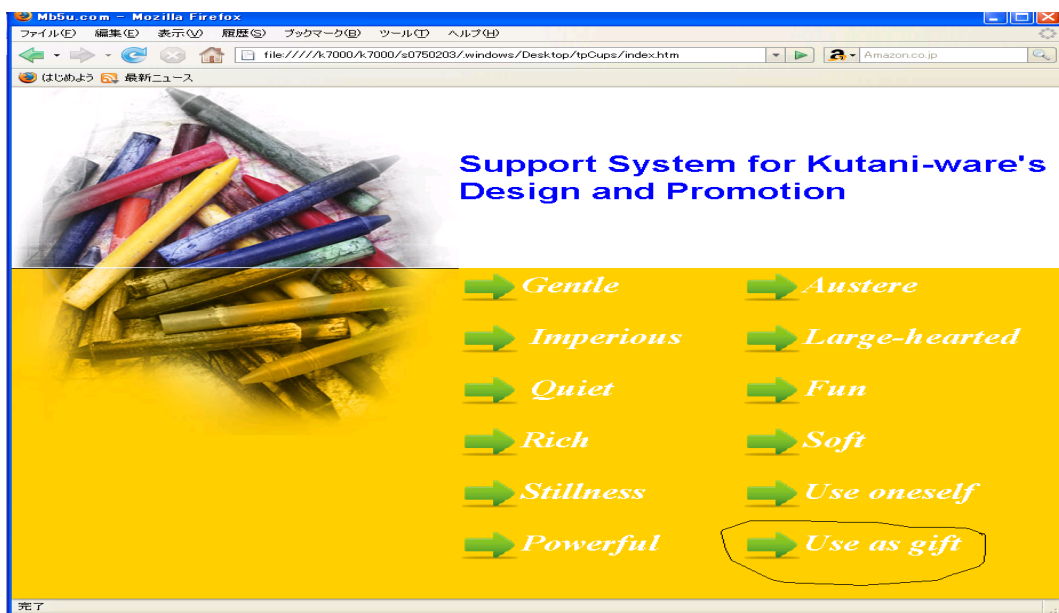 Mb5u.com - Mozilla Firefox
ファイル(F) 編集(E) 表示(V) 履歴(S) ブックマーク(B) ツール(T) ヘルプ(H)
file://///k7000/k7000/s0750203/.windows/Desktop/tpCups/index.htm
Amazon.co.jp
はじめよう 最新ニュース
Support System for Kutani-ware's
Design and Promotion
Gentle Austere
Imperious Large-hearted
Quiet Fun
Rich Soft
Stillness Use oneself
Powerful Use as gift
完了